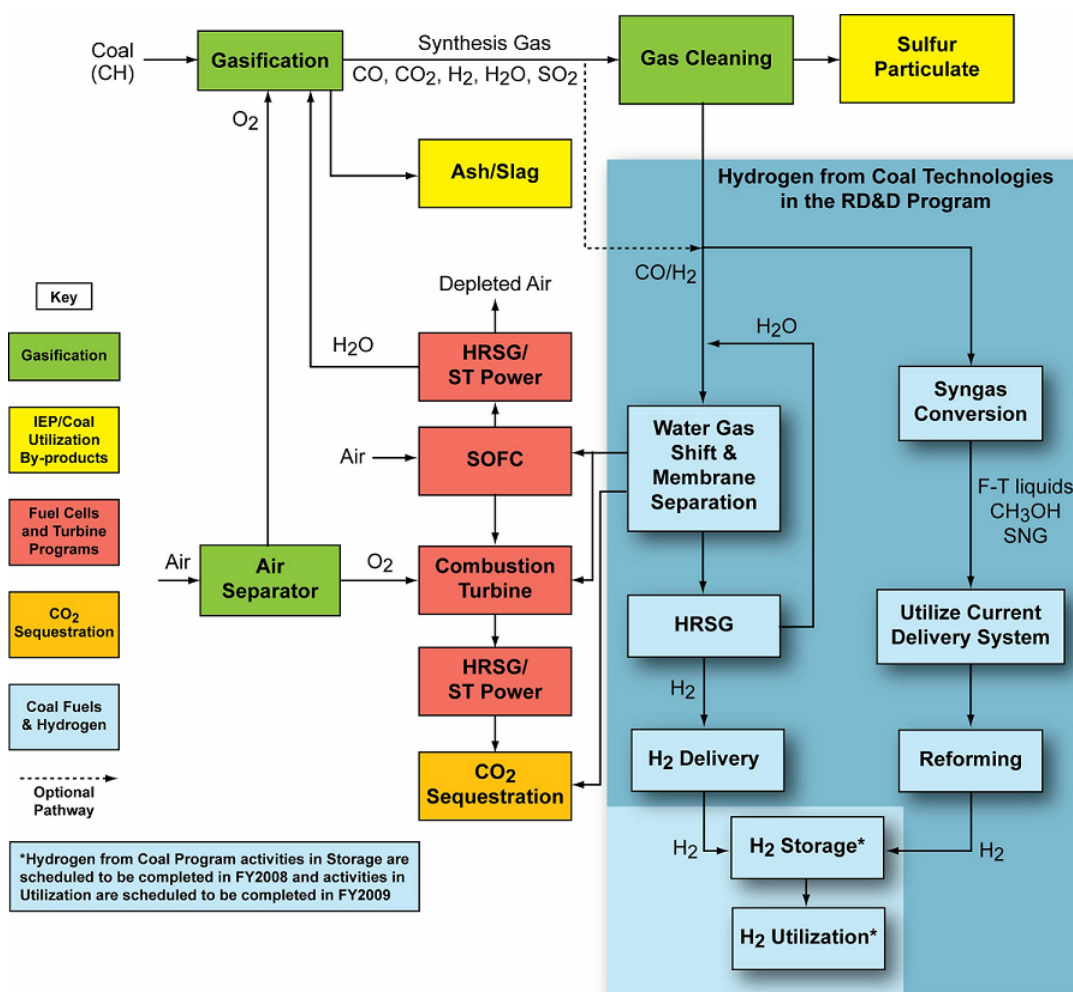 Coal
(CH)
Gasification
Synthesis Gas
CO, CO2, H2, H2O, SO2
Gas Cleaning
Sulfur
Particulate
O2
Ash/Slag
Hydrogen from Coal Technologies
in the RD&D Program
CO/H2
Key
Depleted Air
Gasification
H2O
HRSG/
ST Power
H2O
Syngas
Conversion
IEP/Coal
Utilization
By-products
Air
SOFC
Water Gas
Shift &
Membrane
Separation
F-T liquids
CH3OH
SNG
Fuel Cells
and Turbine
Programs
Air
Air
Separator
O2
Combustion
Turbine
CO2
Sequestration
HRSG
Utilize Current
Delivery System
HRSG/
ST Power
H2
Coal Fuels
& Hydrogen
H2 Delivery
Reforming
CO2
Sequestration
Optional
Pathway
H2
H2 Storage*
H2
*Hydrogen from Coal Program activities in Storage are
scheduled to be completed in FY2008 and activities in
Utilization are scheduled to be completed in FY2009
H2 Utilization*